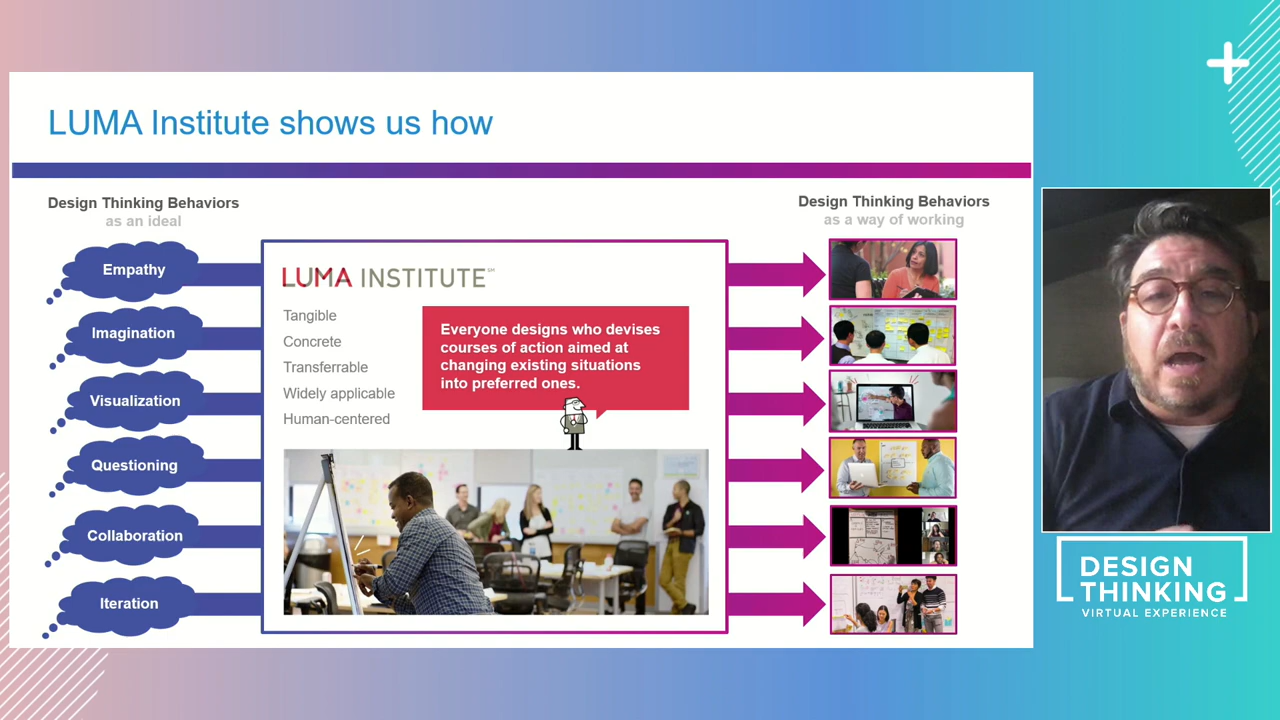 LUMA Institute shows us how
Design Thinking Behaviors
as an ideal
Empathy
Imagination
Visualization
Questioning
Collaboration
Iteration
LUMA INSTITUTE℠
Tangible
Concrete
Transferrable
Widely applicable
Human-centered
Everyone designs who devises
courses of action aimed at
changing existing situations
into preferred ones.
Design Thinking Behaviors
as a way of working
DESIGN
THINKING
VIRTUAL EXPERIENCE